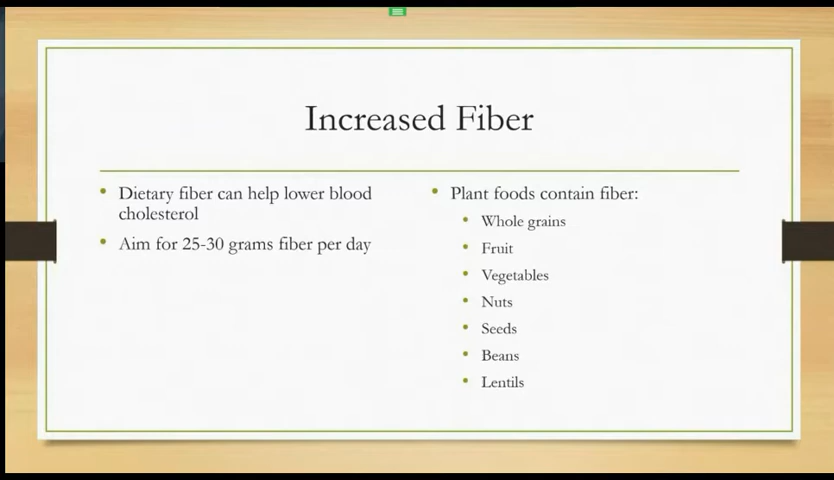 Increased Fiber
Dietary fiber can help lower blood
cholesterol
Aim for 25-30 grams fiber per day
Plant foods contain fiber:
Whole grains
Fruit
Vegetables
Nuts
Seeds
Beans
Lentils